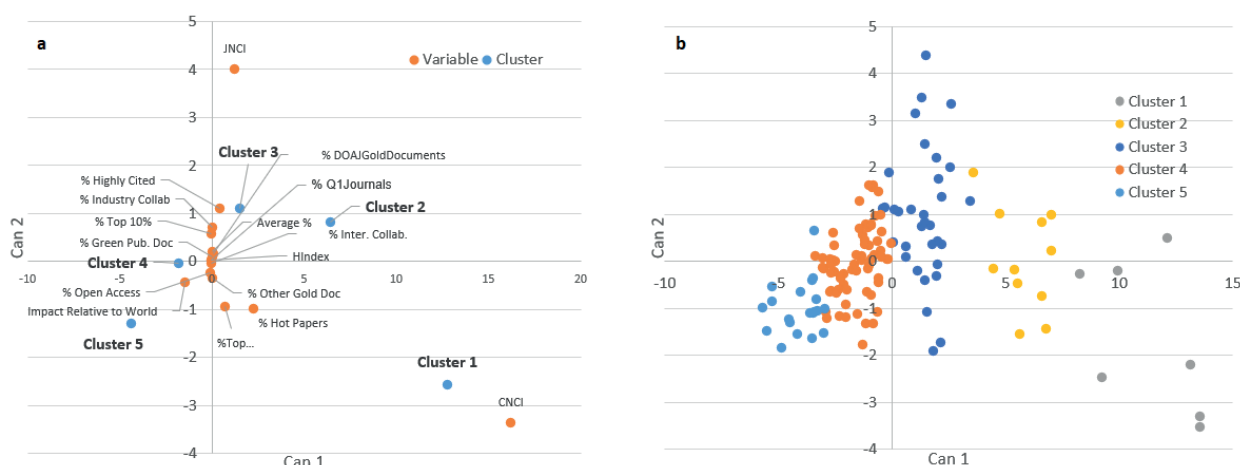 a
5
JNCI
4
Variable
Cluster
3
2
Cluster 3
% DOAJGoldDocuments
% Highly Cited
% Q1Journals
% Industry Collab
1
Cluster 2
% Top 10%
Average %
% Inter. Collab.
% Green Pub. Doc
HIndex
Cluster 4
0
-10
-5
0
5
10
15
20
% Open Access
% Other Gold Doc
Impact Relative to World
-1
% Hot Papers
Cluster 5
%Top...
-2
Cluster 1
-3
CNCI
-4
Can 1
Can 2
b
5
4
3
2
1
0
-1
-2
-3
-4
-10
-5
0
5
10
15
Cluster 1
Cluster 2
Cluster 3
Cluster 4
Cluster 5
Can 1
Can 2